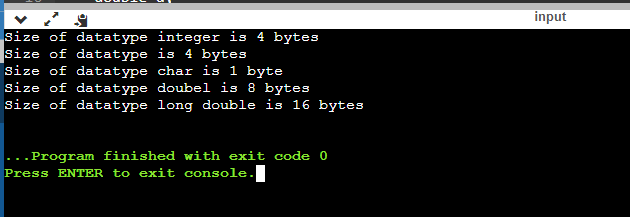 input
Size of datatype integer is 4 bytes
Size of datatype is 4 bytes
Size of datatype char is 1 byte
Size of datatype doubel is 8 bytes
Size of datatype long double is 16 bytes
...Program finished with exit code 0
Press ENTER to exit console.